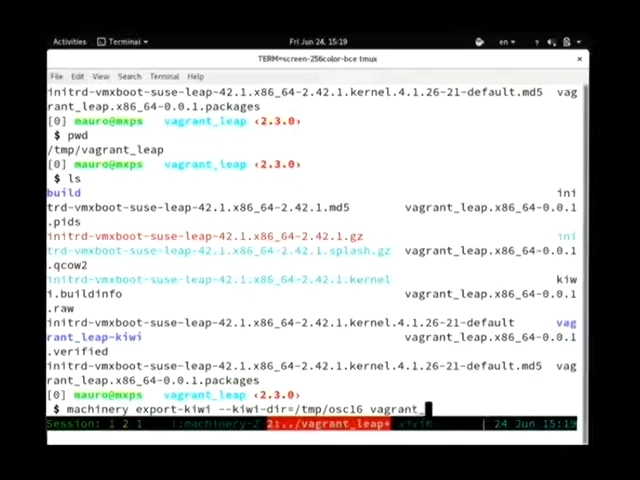 Activities Terminal Fri Jun 24, 15:19 en
TERM=screen-256color-bce tmux
File Edit View Search Terminal Help
initrd-vmxboot-suse-leap-42.1.x86_64-2.42.1.kernel.4.1.26-21-default.md5 vag
rant_leap.x86_64-0.0.1.packages
[0] mauro@mxps vagrant_leap ‹2.3.0›
$ pwd
/tmp/vagrant_leap
[0] mauro@mxps vagrant_leap ‹2.3.0›
$ ls
build ini
trd-vmxboot-suse-leap-42.1.x86_64-2.42.1.md5 vagrant_leap.x86_64-0.0.1
.pids
initrd-vmxboot-suse-leap-42.1.x86_64-2.42.1.gz ini
trd-vmxboot-suse-leap-42.1.x86_64-2.42.1.splash.gz vagrant_leap.x86_64-0.0.1
.qcow2
initrd-vmxboot-suse-leap-42.1.x86_64-2.42.1.kernel kiw
i.buildinfo vagrant_leap.x86_64-0.0.1
.raw
initrd-vmxboot-suse-leap-42.1.x86_64-2.42.1.kernel.4.1.26-21-default vag
rant_leap-kiwi vagrant_leap.x86_64-0.0.1
.verified
initrd-vmxboot-suse-leap-42.1.x86_64-2.42.1.kernel.4.1.26-21-default.md5 vag
rant_leap.x86_64-0.0.1.packages
[0] mauro@mxps vagrant_leap ‹2.3.0›
$ machinery export-kiwi --kiwi-dir=/tmp/osc16 vagrant_
Session: 1 2 1 1:machinery-Z 2:../vagrant_leap* | 24 Jun 15:19